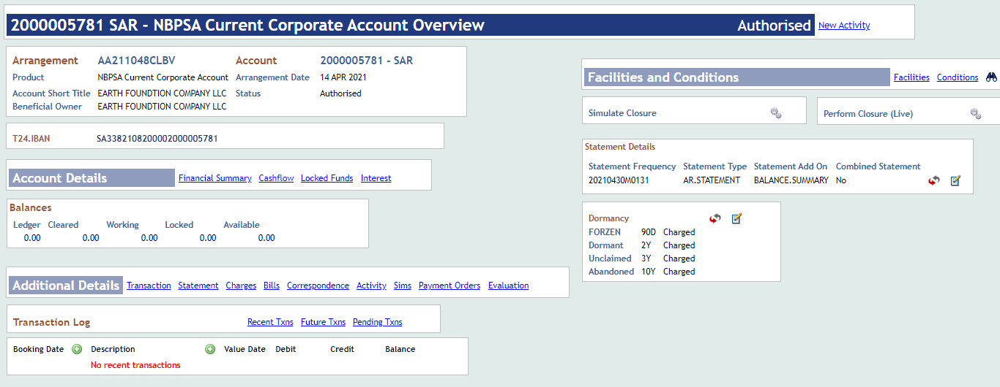 2000005781 SAR - NBPSA Current Corporate Account Overview Authorised New Activity
Arrangement AA211048CLBV Account 2000005781 - SAR
Product NBPSA Current Corporate Account Arrangement Date 14 APR 2021
Account Short Title EARTH FOUNDTION COMPANY LLC Status Authorised
Beneficial Owner EARTH FOUNDTION COMPANY LLC
T24.IBAN SA3382108200002000005781
Account Details Financial Summary Cashflow Locked Funds Interest
Balances
Ledger Cleared Working Locked Available
0.00 0.00 0.00 0.00 0.00
Additional Details Transaction Statement Charges Bills Correspondence Activity Sims Payment Orders Evaluation
Transaction Log Recent Txns Future Txns Pending Txns
Booking Date Description Value Date Debit Credit Balance
No recent transactions
Facilities and Conditions Facilities Conditions
Simulate Closure Perform Closure (Live)
Statement Details
Statement Frequency Statement Type Statement Add On Combined Statement
20210430M0131 AR.STATEMENT BALANCE.SUMMARY No
Dormancy
FORZEN 90D Charged
Dormant 2Y Charged
Unclaimed 3Y Charged
Abandoned 10Y Charged